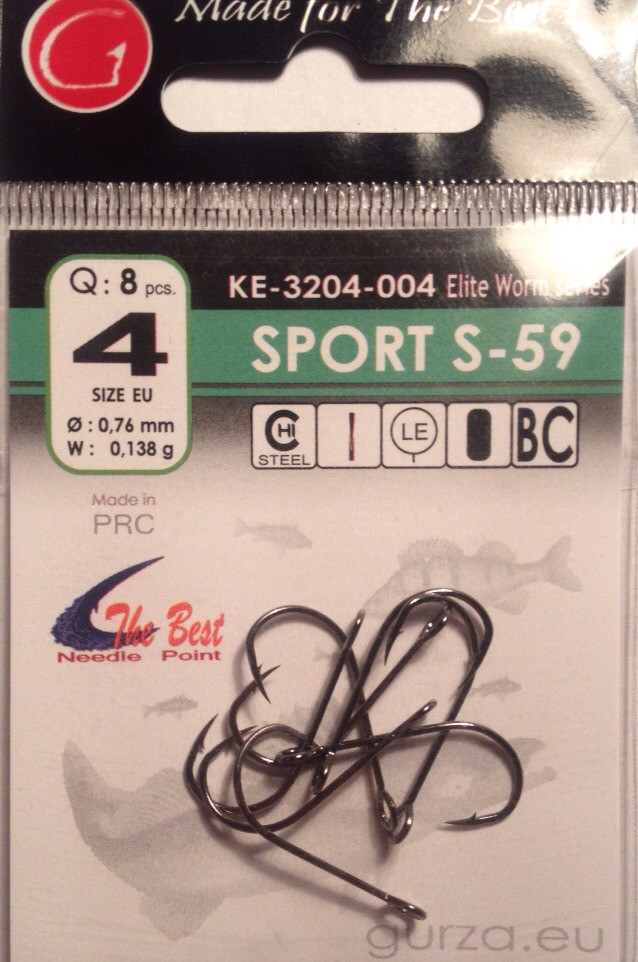 Made for The Best
G
Q: 8 pcs.
4
SIZE EU
Ø: 0,76 mm
W: 0,138 g
KE-3204-004 Elite Worm series
SPORT S-59
C HI
STEEL
LE
BC
Made in
PRC
The Best
Needle Point
gurza.eu